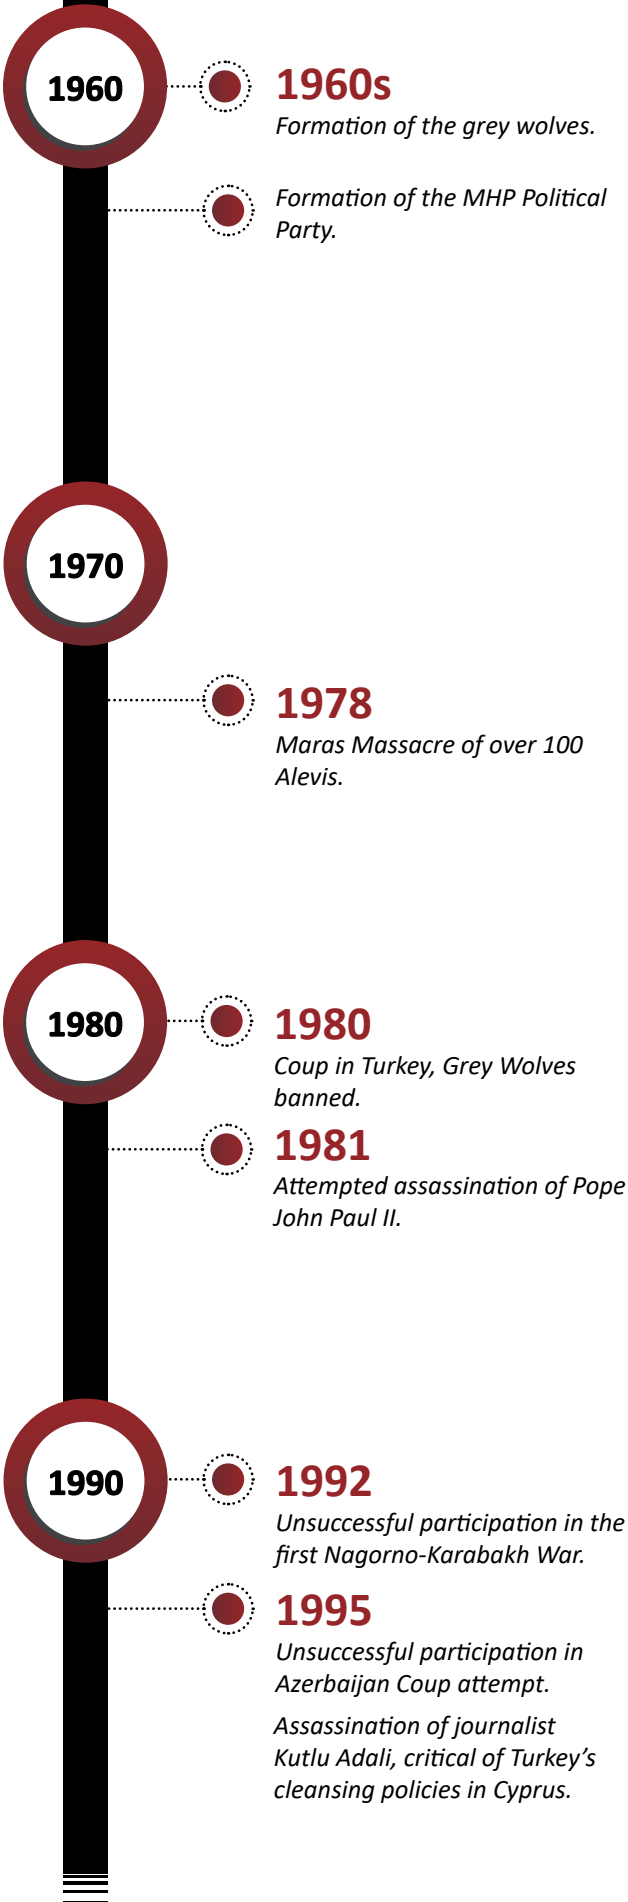 1960
1960s
Formation of the grey wolves.
Formation of the MHP Political
Party.
1970
1978
Maras Massacre of over 100
Alevis.
1980
1980
Coup in Turkey, Grey Wolves
banned.
1981
Attempted assassination of Pope
John Paul II.
1990
1992
Unsuccessful participation in the
first Nagorno-Karabakh War.
1995
Unsuccessful participation in
Azerbaijan Coup attempt.
Assassination of journalist
Kutlu Adali, critical of Turkey’s
cleansing policies in Cyprus.